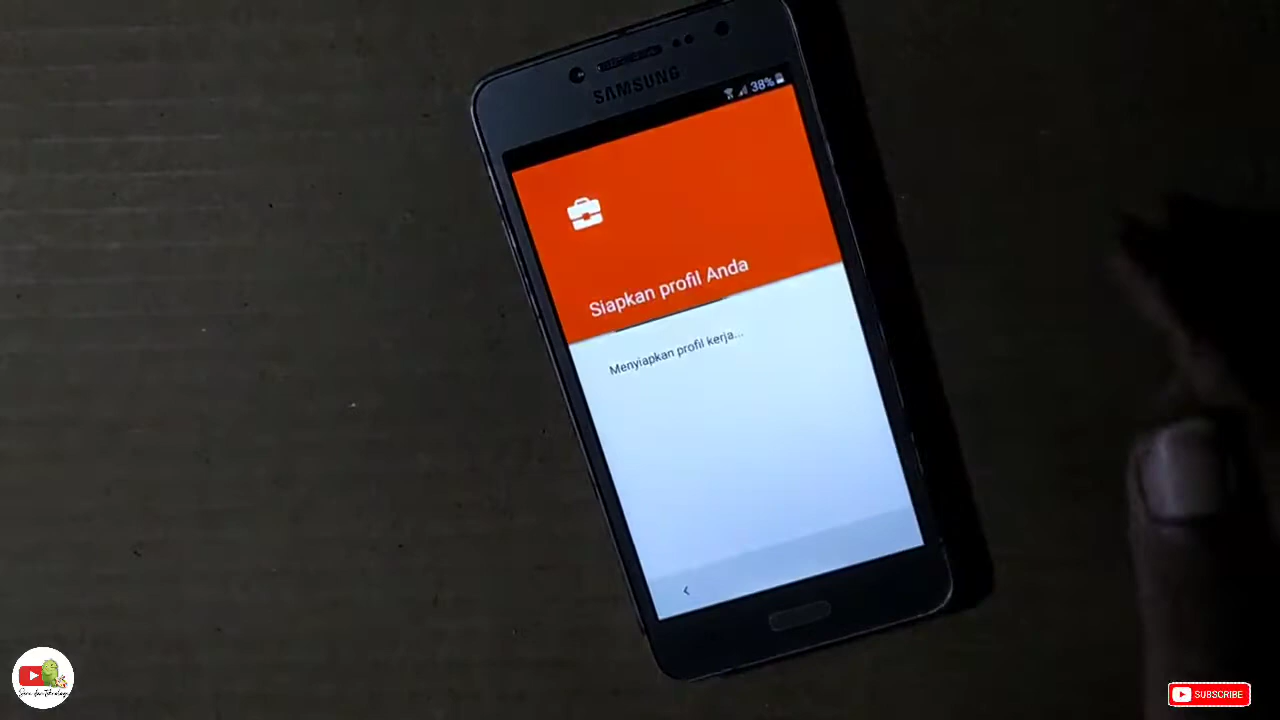 SAMSUNG
38%
Siapkan profil Anda
Menyiapkan profil kerja...
SUBSCRIBE